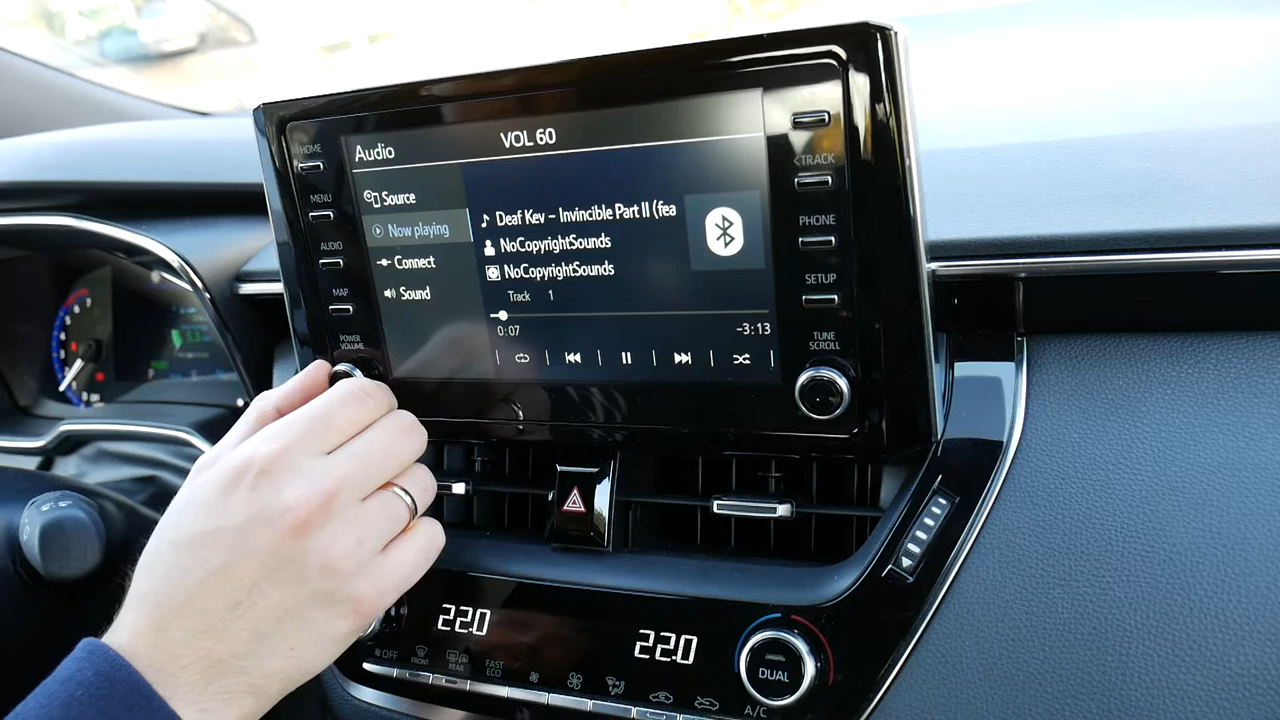 HOME
MENU
AUDIO
MAP
POWER
VOLUME
VOL 60
Audio
Source
Now playing
Connect
Sound
Deaf Kev – Invincible Part II (fea
NoCopyrightSounds
NoCopyrightSounds
Track 1
0:07
-3:13
<TRACK
PHONE
SETUP
TUNE
SCROLL
22.0
22.0
OFF
FRONT
REAR
FAST
ECO
A/C
DUAL